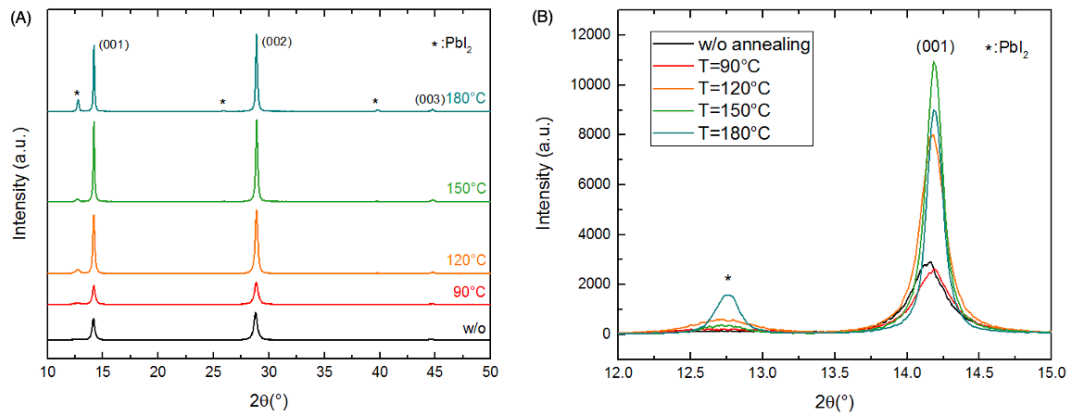 (A)
(001)
(002)
*:PbI₂
*
*
*
(003)
180°C
150°C
120°C
90°C
w/o
Intensity (a.u.)
10 15 20 25 30 35 40 45 50
2θ(°)
(B)
12000
10000
8000
6000
4000
2000
0
Intensity (a.u.)
w/o annealing
T=90°C
T=120°C
T=150°C
T=180°C
(001)
*:PbI₂
*
12.0 12.5 13.0 13.5 14.0 14.5 15.0
2θ(°)